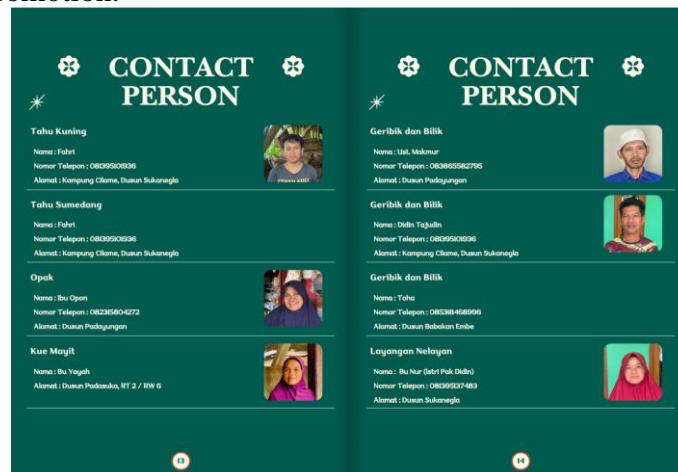 CONTACT
PERSON
Tahu Kuning
Nama : Fahri
Nomor Telepon : 081395101936
Alamat : Kampung Cilame, Dusun Sukanegla
Tahu Sumedang
Nama : Fahri
Nomor Telepon : 081395101936
Alamat : Kampung Cilame, Dusun Sukanegla
Opak
Nama : Ibu Opon
Nomor Telepon : 082315804272
Alamat : Dusun Padayungan
Kue Mayit
Nama : Bu Yayah
Alamat : Dusun Padasuka, RT 2 / RW 6
13
CONTACT
PERSON
Geribik dan Bilik
Nama : Ust. Makmur
Nomor Telepon : 083865582795
Alamat : Dusun Padayungan
Geribik dan Bilik
Nama : Didin Tajudin
Nomor Telepon : 081395101936
Alamat : Kampung Cilame, Dusun Sukanegla
Geribik dan Bilik
Nama : Toha
Nomor Telepon : 085318468996
Alamat : Dusun Babakan Embe
Layangan Nelayan
Nama : Bu Nur (Istri Pak Didin)
Nomor Telepon : 081395137483
Alamat : Dusun Sukanegla
14